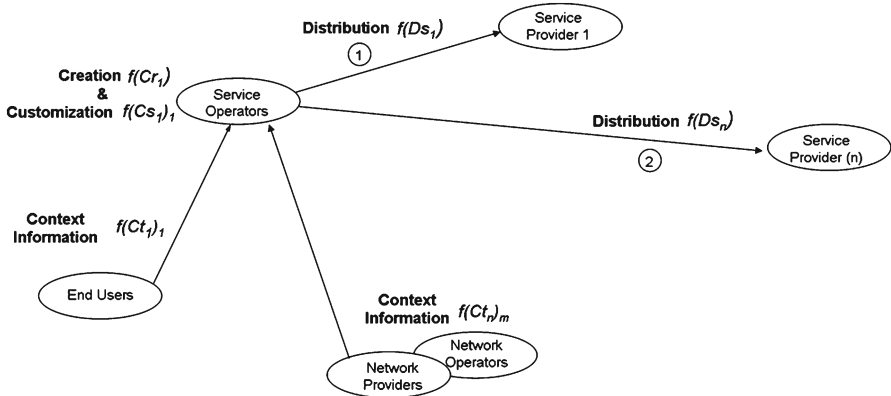 Distribution f(Ds1)
1
Service
Provider 1
Creation f(Cr1)
&
Customization f(Cs1)1
Service
Operators
Distribution f(Dsn)
2
Service
Provider (n)
Context
Information f(Ct1)1
End Users
Context
Information f(Ctn)m
Network
Operators
Network
Providers